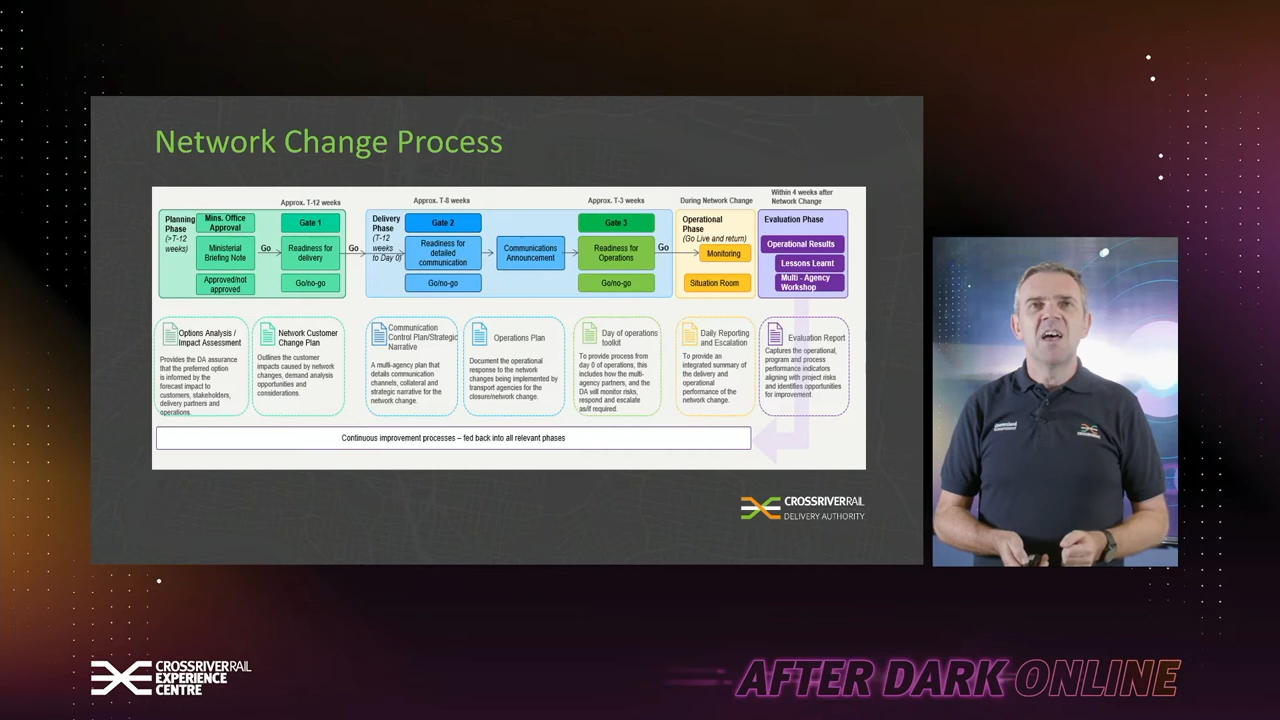 Network Change Process
Approx. T-12 weeks
Approx. T-8 weeks
Approx. T-3 weeks
During Network Change
Within 4 weeks after
Network Change
Planning
Phase
(>T-12
weeks)
Mins. Office
Approval
Ministerial
Briefing Note
Approved/not
approved
Go
Gate 1
Readiness for
delivery
Go/no-go
Go
Delivery
Phase
(T-12
weeks
to Day 0)
Gate 2
Readiness for
detailed
communication
Go/no-go
Communications
Announcement
Gate 3
Readiness for
Operations
Go/no-go
Go
Operational
Phase
(Go Live and return)
Monitoring
Situation Room
Evaluation Phase
Operational Results
Lessons Learnt
Multi - Agency
Workshop
Options Analysis /
Impact Assessment
Provides the DA assurance
that the preferred option
is informed by the
forecast impact to
customers, stakeholders,
delivery partners and
operations.
Network Customer
Change Plan
Outlines the customer
impacts caused by network
changes, demand analysis
opportunities and
considerations.
Communication
Control Plan/Strategic
Narrative
A multi-agency plan that
details communication
channels, collateral and
strategic narrative for the
network change.
Operations Plan
Document the operational
response to the network
changes being implemented by
transport agencies for the
closure/network change.
Day of operations
toolkit
To provide process from
day 0 of operations, this
includes how the multi-
agency partners, and the
DA will monitor risks,
respond and escalate
as/if required.
Daily Reporting
and Escalation
To provide an
integrated summary of
the delivery and
operational
performance of the
network change.
Evaluation Report
Captures the operational,
program and process
performance indicators
aligning with project risks
and identifies opportunities
for improvement.
Continuous improvement processes – fed back into all relevant phases
CROSSRIVERRAIL
DELIVERY AUTHORITY
CROSSRIVERRAIL
EXPERIENCE
CENTRE
AFTER DARK ONLINE